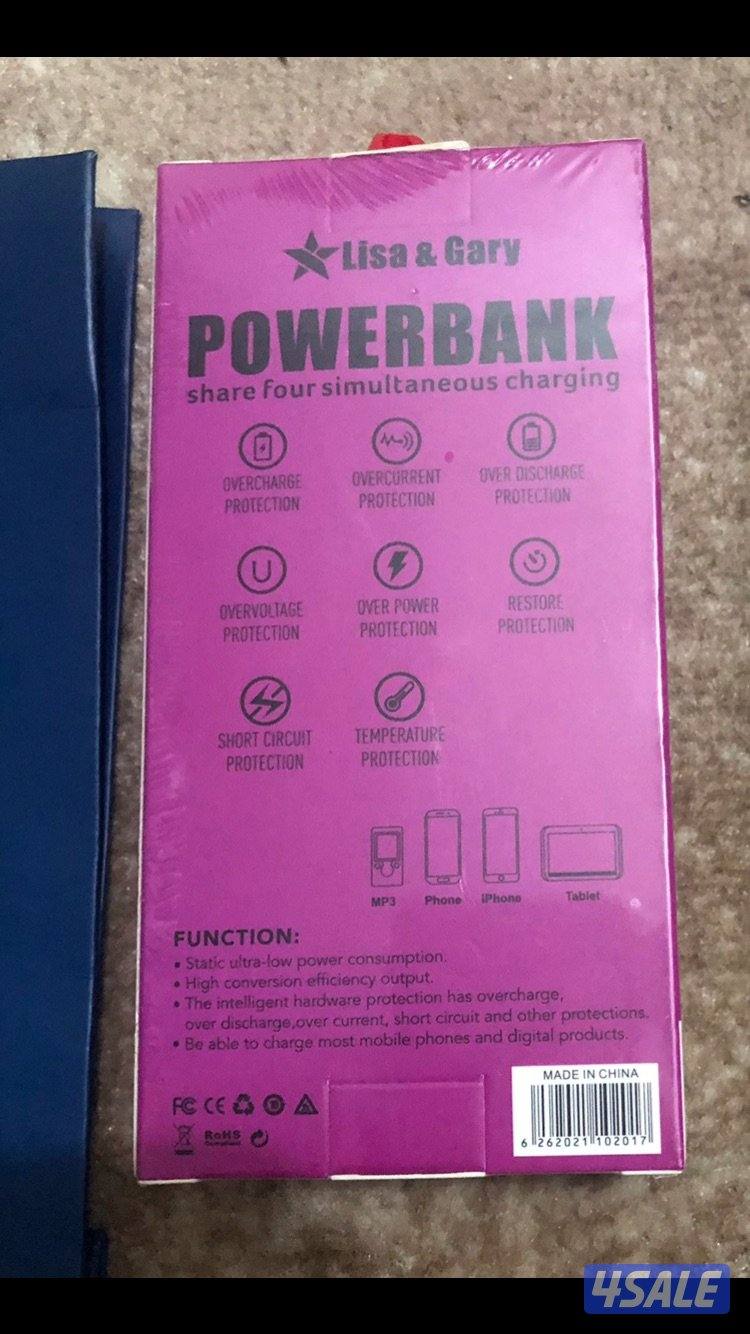 Lisa & Gary
POWERBANK
share four simultaneous charging
OVERCHARGE
PROTECTION
OVERCURRENT
PROTECTION
OVER DISCHARGE
PROTECTION
OVERVOLTAGE
PROTECTION
OVER POWER
PROTECTION
RESTORE
PROTECTION
SHORT CIRCUIT
PROTECTION
TEMPERATURE
PROTECTION
MP3
Phone
iPhone
Tablet
FUNCTION:
• Static ultra-low power consumption.
• High conversion efficiency output.
• The intelligent hardware protection has overcharge,
over discharge,over current, short circuit and other protections.
• Be able to charge most mobile phones and digital products.
FC CE
RoHS
Compliant
MADE IN CHINA
6 262021 102017
4SALE